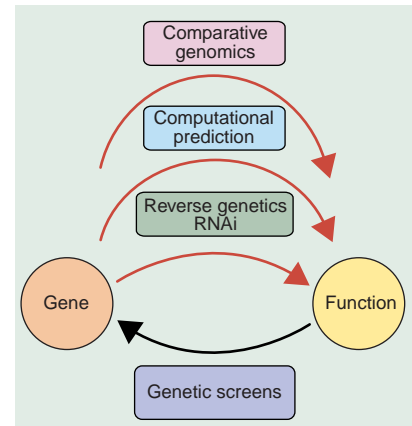 Comparative
genomics
Computational
prediction
Reverse genetics
RNAi
Gene
Function
Genetic screens